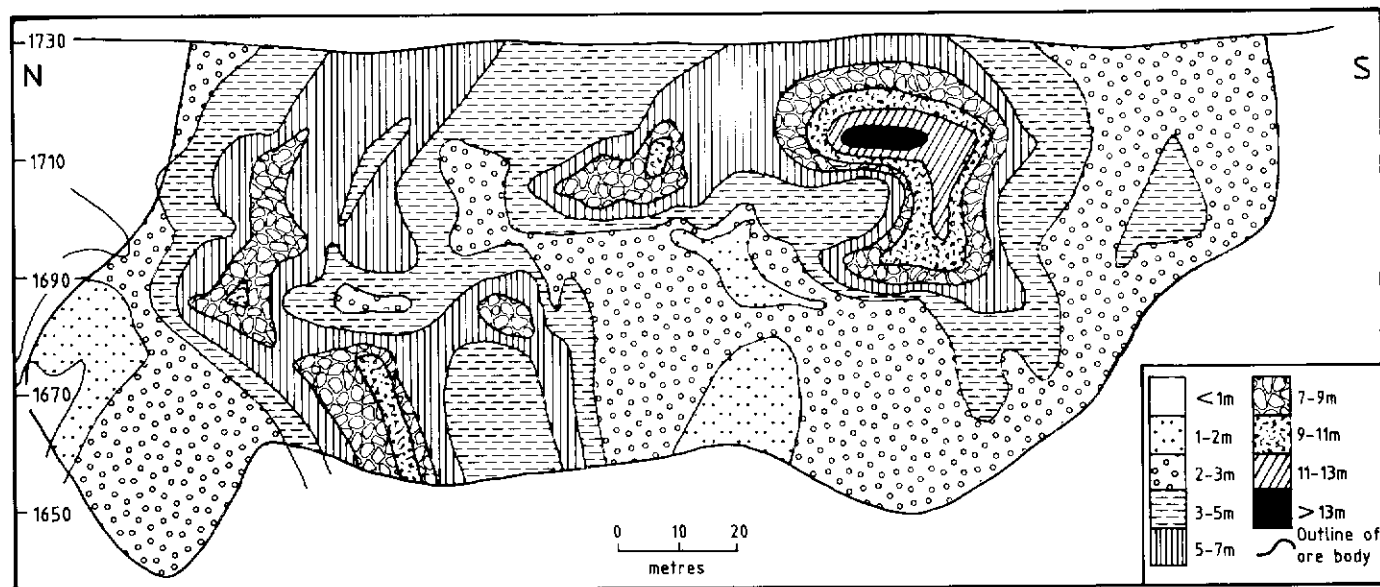 1730
N
S
1710
1690
1670
1650
0 10 20
metres
< 1m
1-2m
2-3m
3-5m
5-7m
7-9m
9-11m
11-13m
> 13m
Outline of
ore body